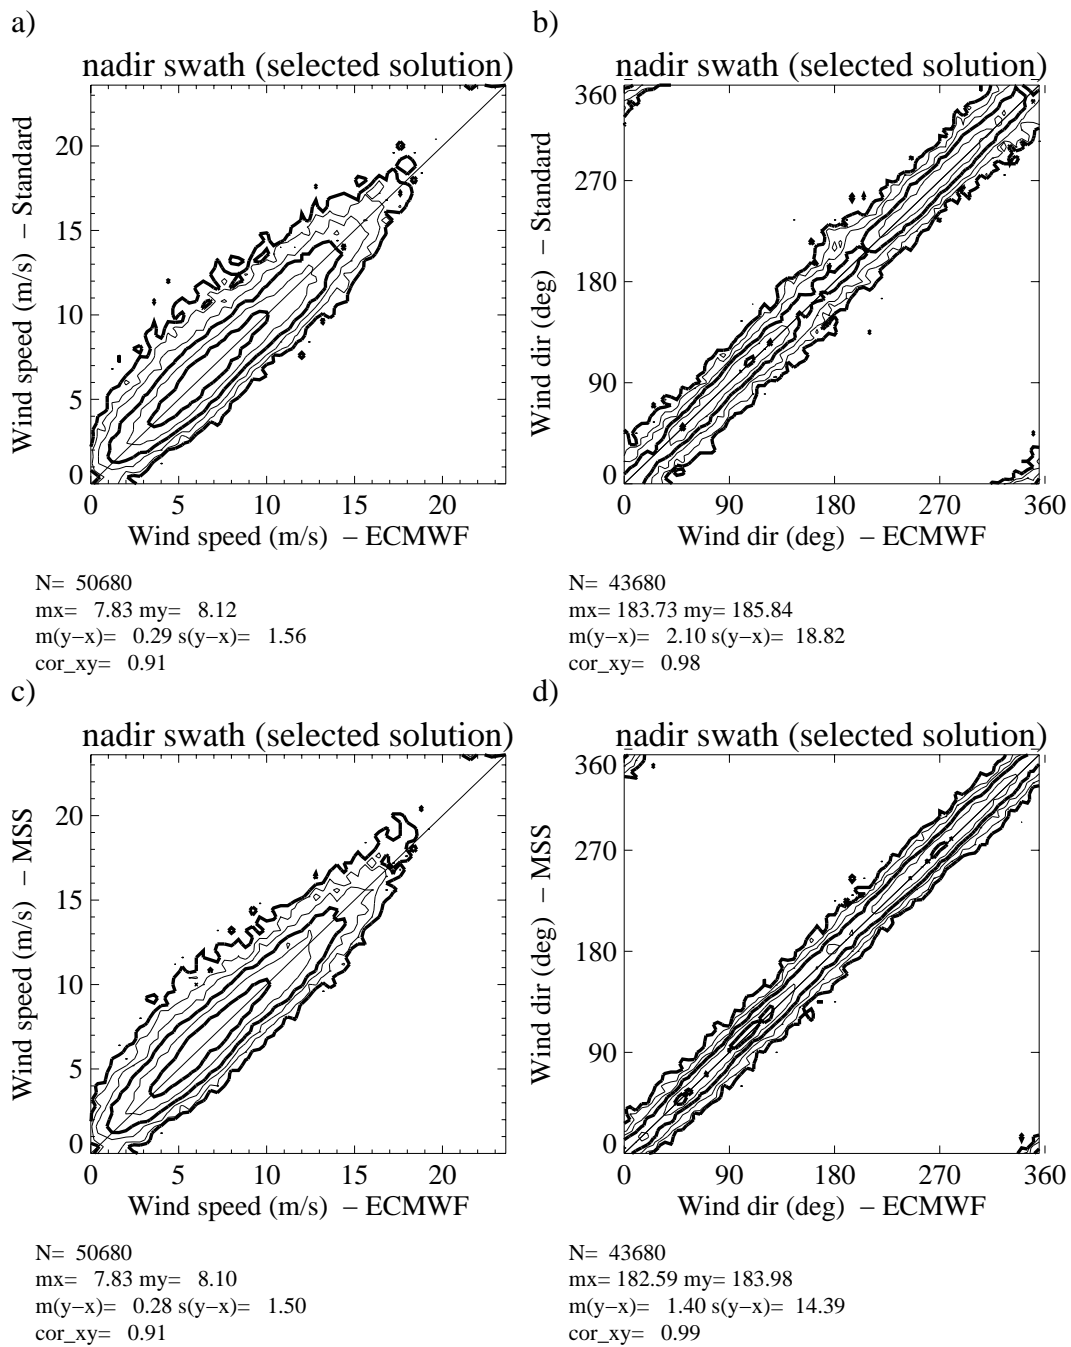 a)
nadir swath (selected solution)
Wind speed (m/s) − Standard
20
15
10
5
0
0 5 10 15 20
Wind speed (m/s) − ECMWF
N= 50680
mx= 7.83 my= 8.12
m(y−x)= 0.29 s(y−x)= 1.56
cor_xy= 0.91
b)
nadir swath (selected solution)
Wind dir (deg) − Standard
360
270
180
90
0
0 90 180 270 360
Wind dir (deg) − ECMWF
N= 43680
mx= 183.73 my= 185.84
m(y−x)= 2.10 s(y−x)= 18.82
cor_xy= 0.98
c)
nadir swath (selected solution)
Wind speed (m/s) − MSS
20
15
10
5
0
0 5 10 15 20
Wind speed (m/s) − ECMWF
N= 50680
mx= 7.83 my= 8.10
m(y−x)= 0.28 s(y−x)= 1.50
cor_xy= 0.91
d)
nadir swath (selected solution)
Wind dir (deg) − MSS
360
270
180
90
0
0 90 180 270 360
Wind dir (deg) − ECMWF
N= 43680
mx= 182.59 my= 183.98
m(y−x)= 1.40 s(y−x)= 14.39
cor_xy= 0.99